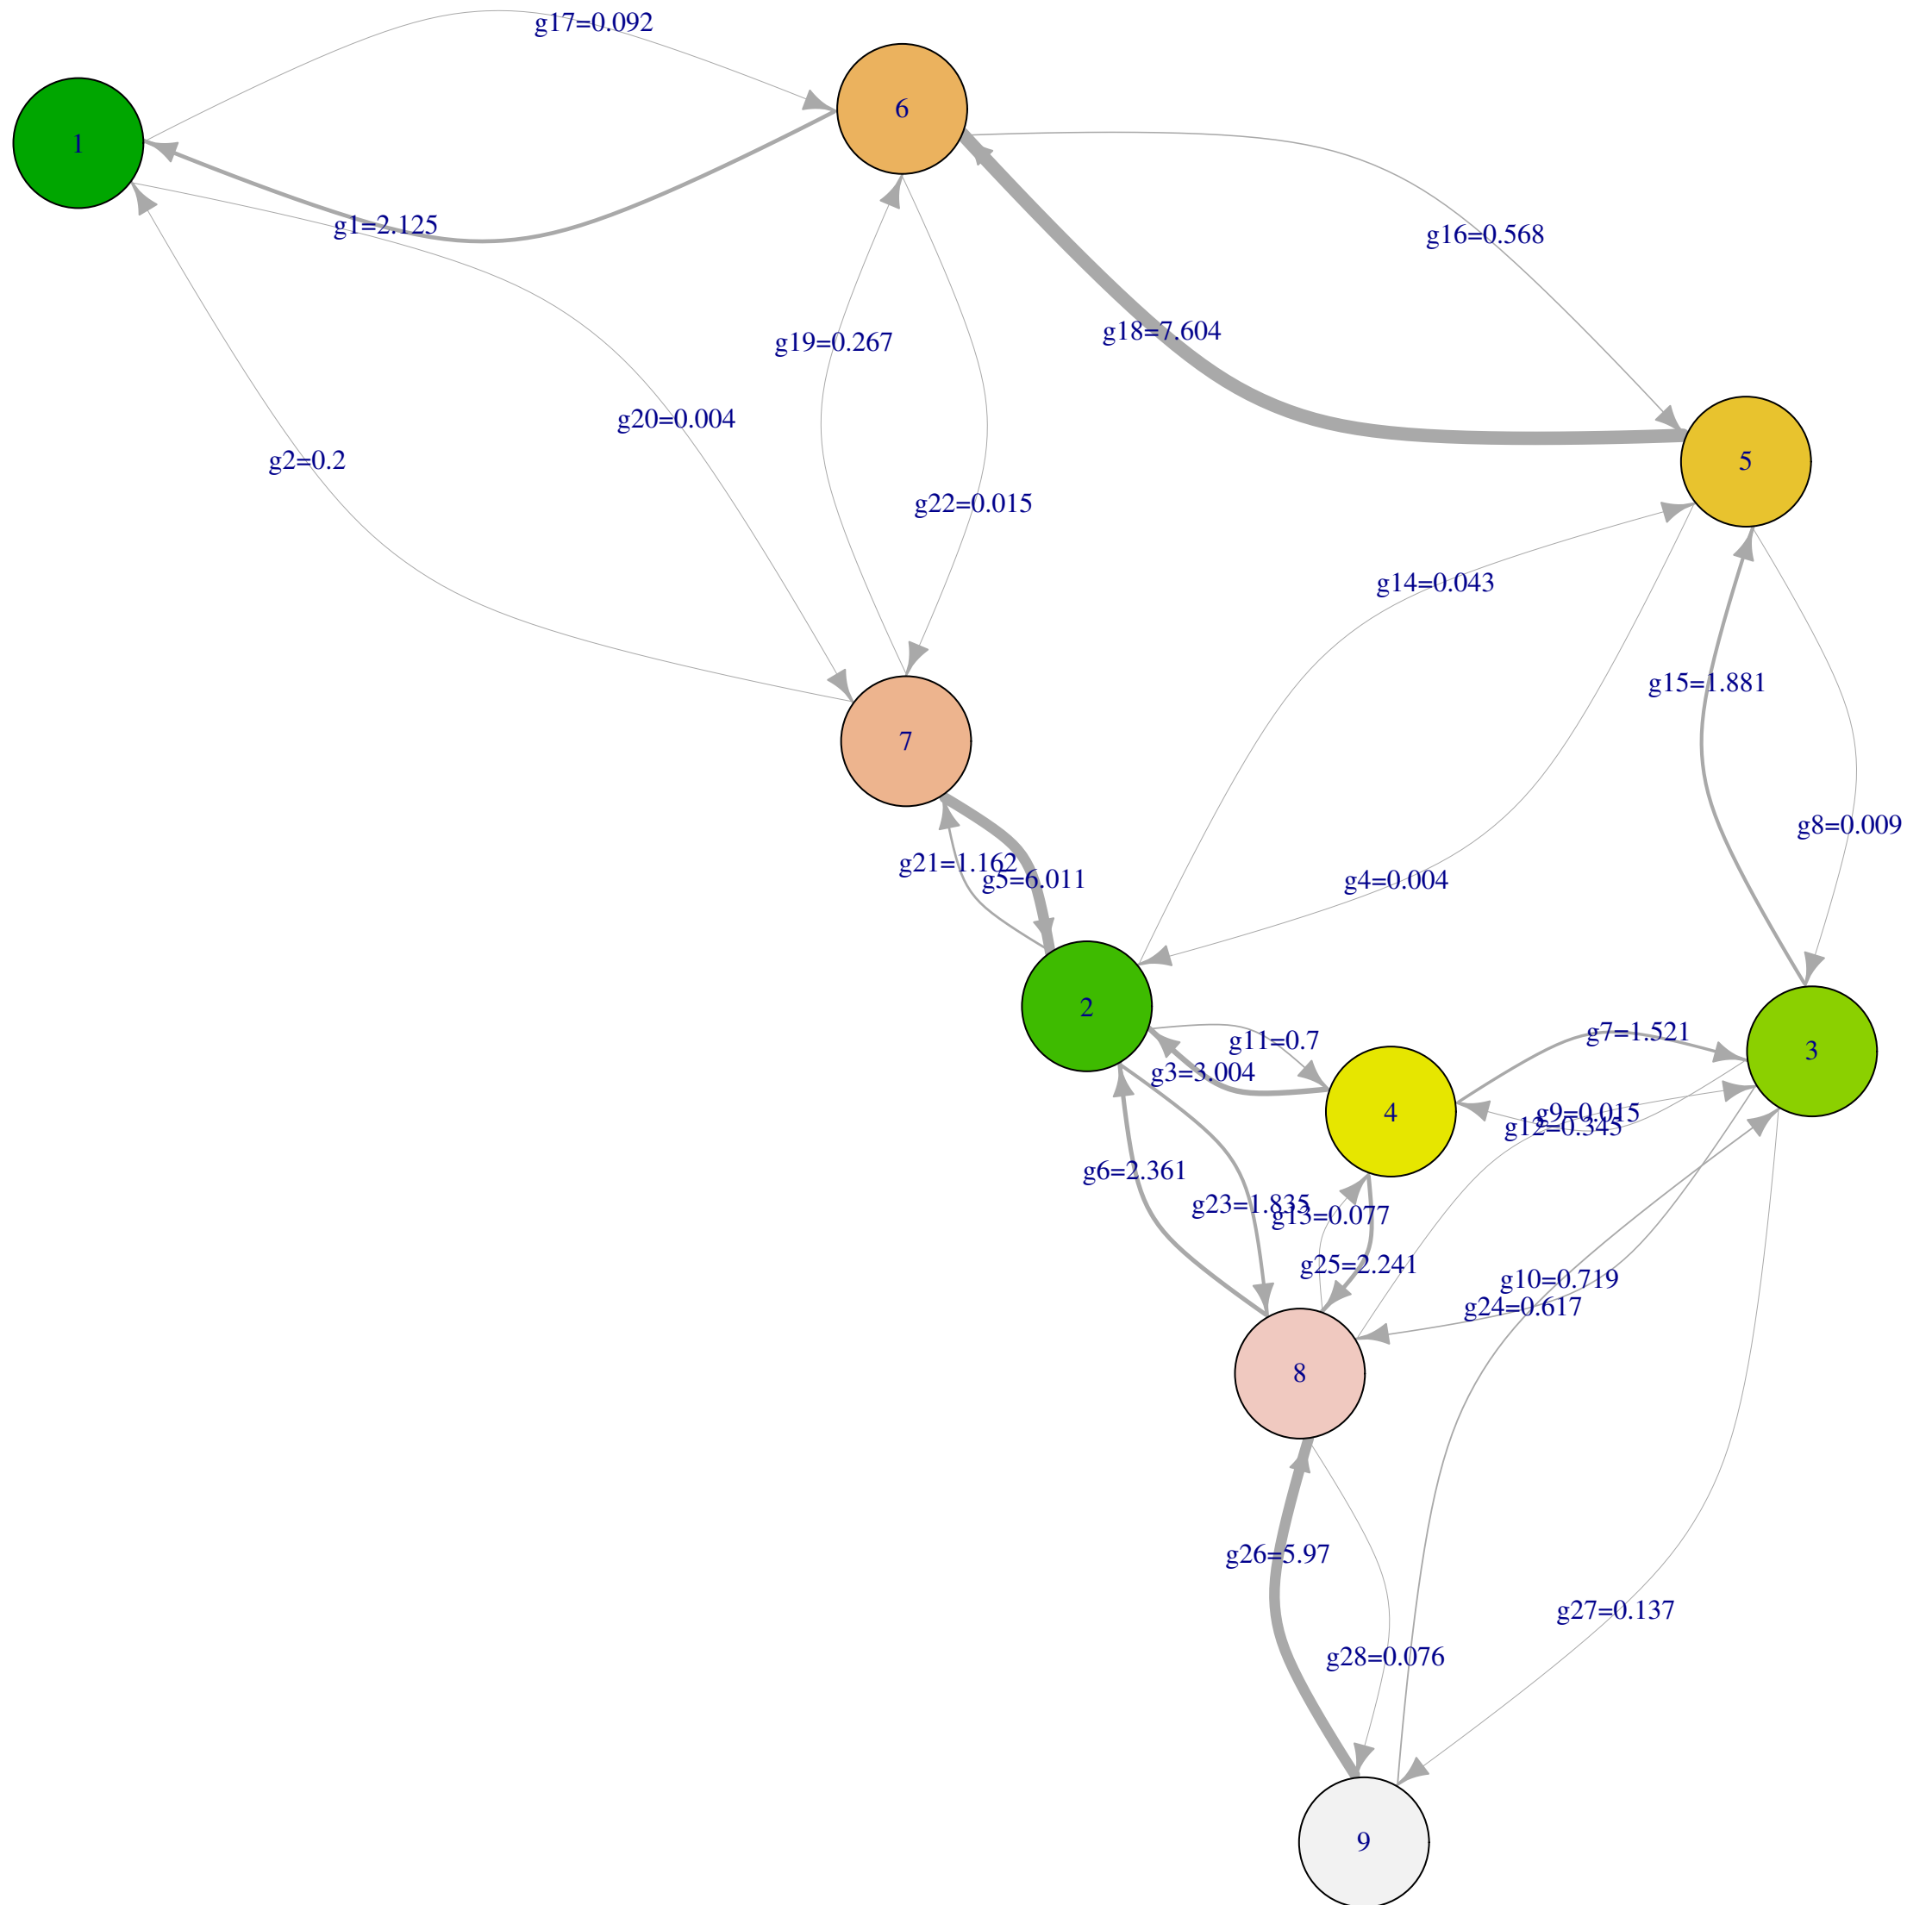 g17=0.092
6
1
g1=2.125
g16=0.568
g18=7.604
g19=0.267
g20=0.004
g2=0.2
5
g22=0.015
g14=0.043
g15=1.881
7
g8=0.009
g21=1.162
g5=6.011
g4=0.004
2
g7=1.521
g11=0.7
3
g3=3.004
4
g9=0.015
g12=0.345
g6=2.361
g23=1.835
g13=0.077
g25=2.241
g10=0.719
g24=0.617
8
g26=5.97
g27=0.137
g28=0.076
9